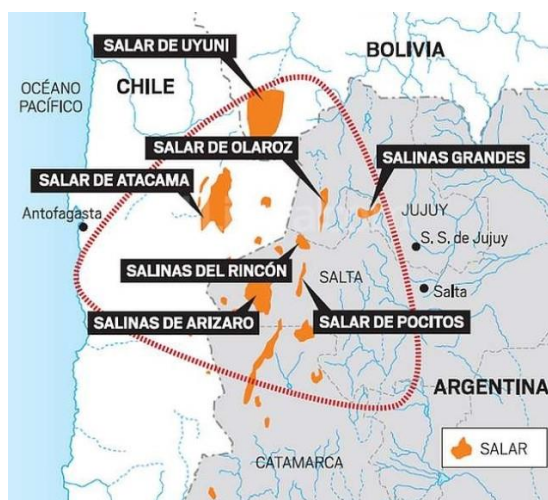 SALAR DE UYUNI
BOLIVIA
OCÉANO
PACÍFICO
CHILE
SALAR DE OLAROZ
SALINAS GRANDES
SALAR DE ATACAMA
JUJUY
Antofagasta
S. S. de Jujuy
SALINAS DEL RINCÓN
SALTA
Salta
SALINAS DE ARIZARO
SALAR DE POCITOS
ARGENTINA
SALAR
CATAMARCA